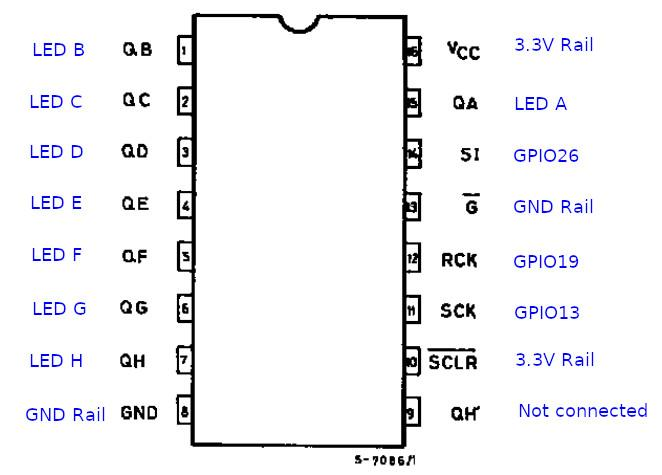 LED B QB 1 16 VCC 3.3V Rail
LED C QC 2 15 QA LED A
LED D QD 3 14 SI GPIO26
LED E QE 4 13 G GND Rail
LED F QF 5 12 RCK GPIO19
LED G QG 6 11 SCK GPIO13
LED H QH 7 10 SCLR 3.3V Rail
GND Rail GND 8 9 QH' Not connected
S-7086/1